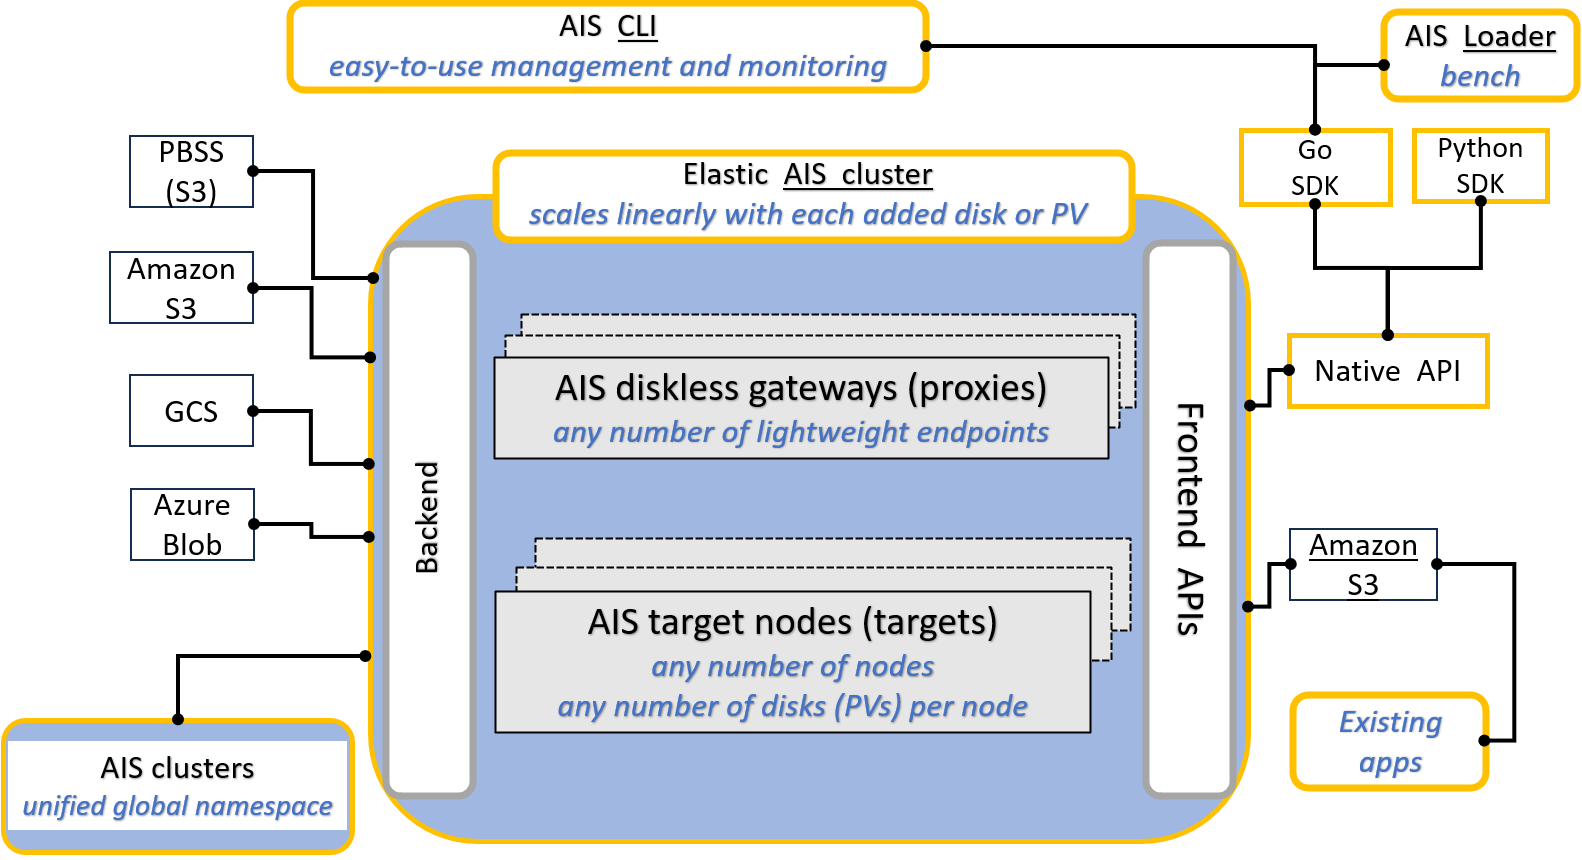 AIS CLI
easy-to-use management and monitoring
AIS Loader
bench
PBSS
(S3)
Amazon
S3
GCS
Azure
Blob
AIS clusters
unified global namespace
Elastic AIS cluster
scales linearly with each added disk or PV
Backend
AIS diskless gateways (proxies)
any number of lightweight endpoints
AIS target nodes (targets)
any number of nodes
any number of disks (PVs) per node
Frontend APIs
Go
SDK
Python
SDK
Native API
Amazon
S3
Existing
apps